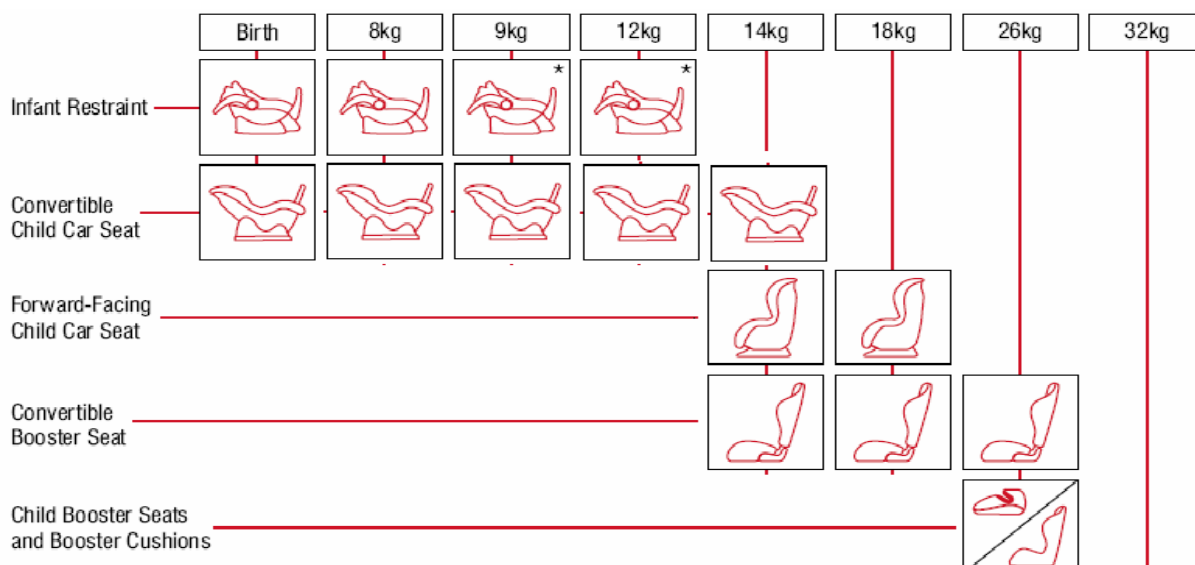 Birth 8kg 9kg 12kg 14kg 18kg 26kg 32kg
* *
Infant Restraint
Convertible
Child Car Seat
Forward-Facing
Child Car Seat
Convertible
Booster Seat
Child Booster Seats
and Booster Cushions